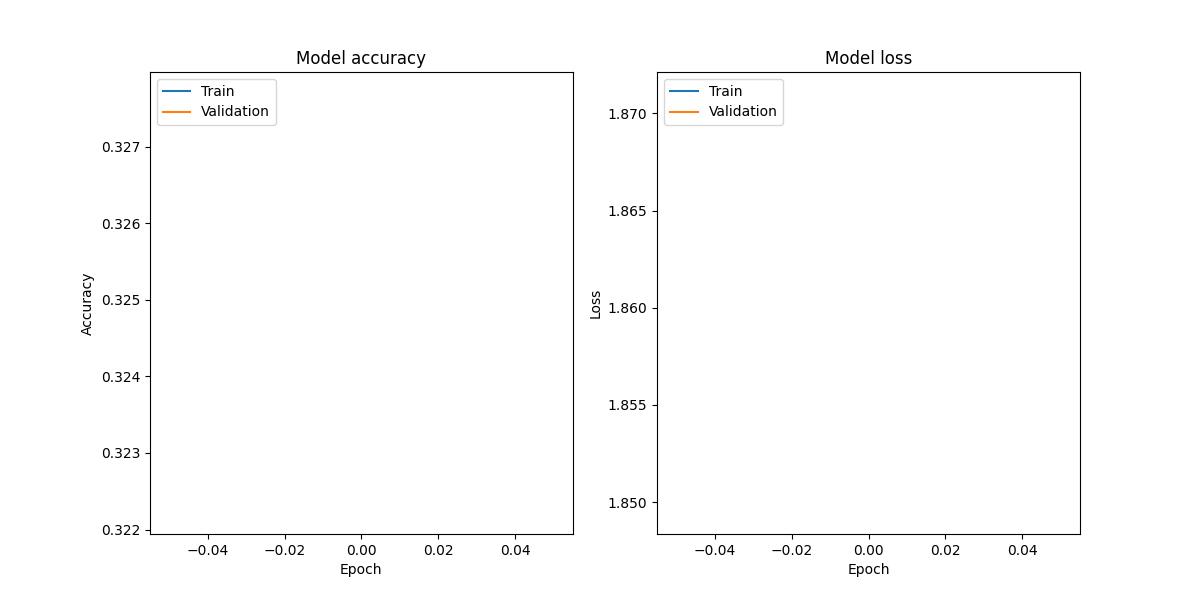 Model accuracy
Train
Validation
0.327
0.326
0.325
0.324
0.323
0.322
Accuracy
−0.04 −0.02 0.00 0.02 0.04
Epoch
Model loss
Train
Validation
1.870
1.865
1.860
1.855
1.850
Loss
−0.04 −0.02 0.00 0.02 0.04
Epoch